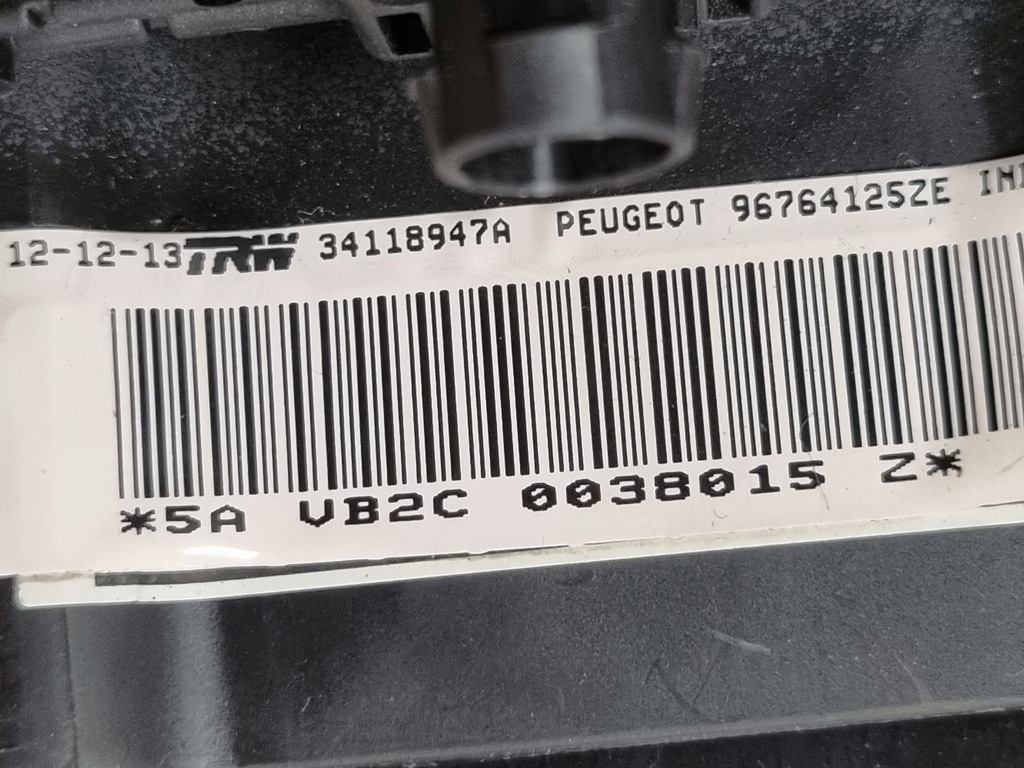 12-12-13 TRW 34118947A PEUGEOT 96764125ZE
*5A VB2C 0038015 Z*